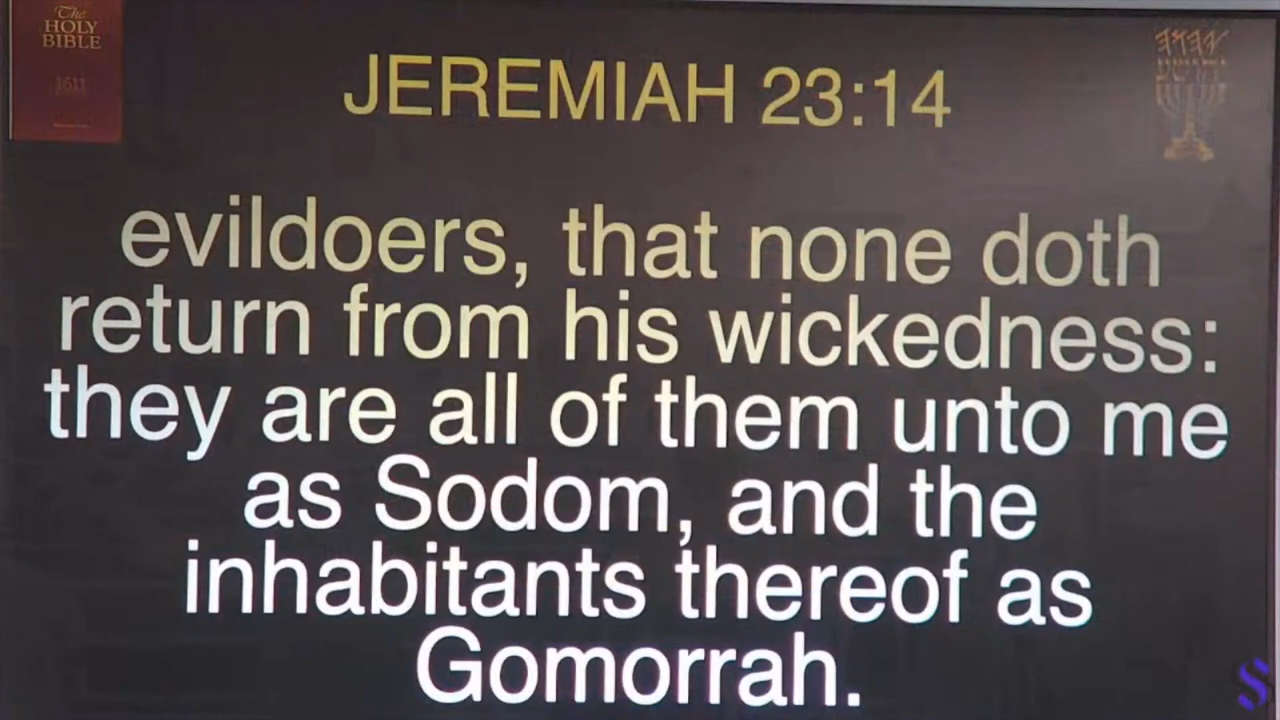 The
HOLY
BIBLE
1611
JEREMIAH 23:14
evildoers, that none doth
return from his wickedness:
they are all of them unto me
as Sodom, and the
inhabitants thereof as
Gomorrah.
S